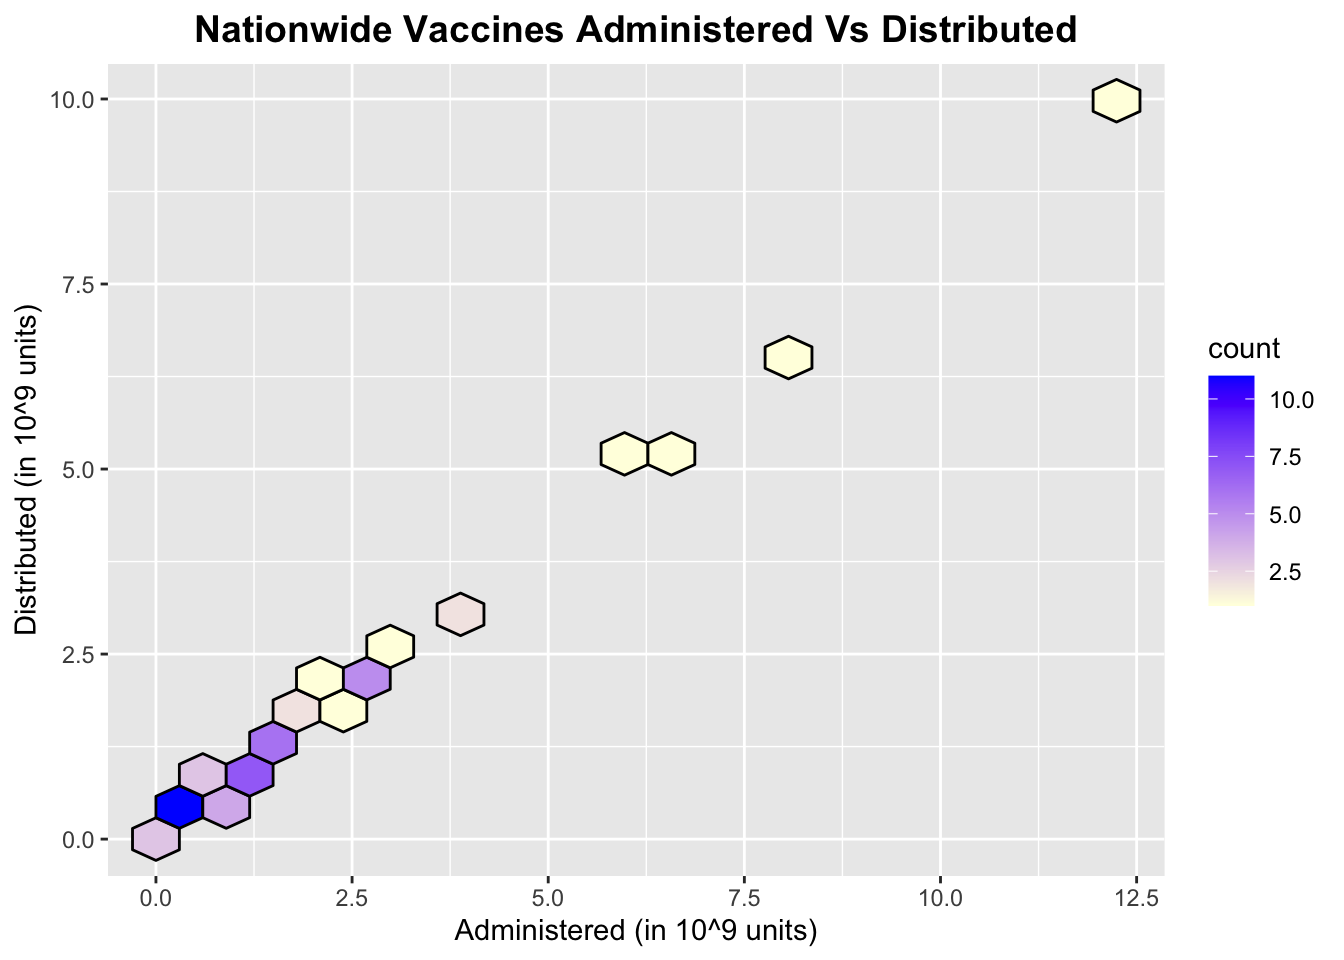 Nationwide Vaccines Administered Vs Distributed
Distributed (in 10^9 units)
10.0
7.5
5.0
2.5
0.0
0.0 2.5 5.0 7.5 10.0 12.5
Administered (in 10^9 units)
count
10.0
7.5
5.0
2.5